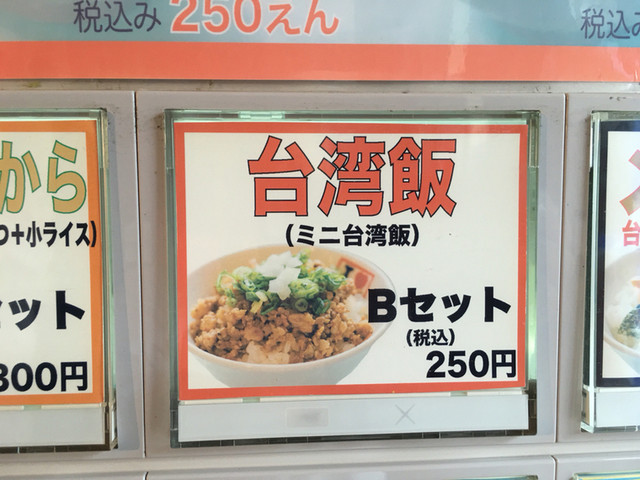 税込み 250えん
税込み
から
+小ライス)
ット
300円
台湾飯
(ミニ台湾飯)
Bセット
(税込)
250円
台